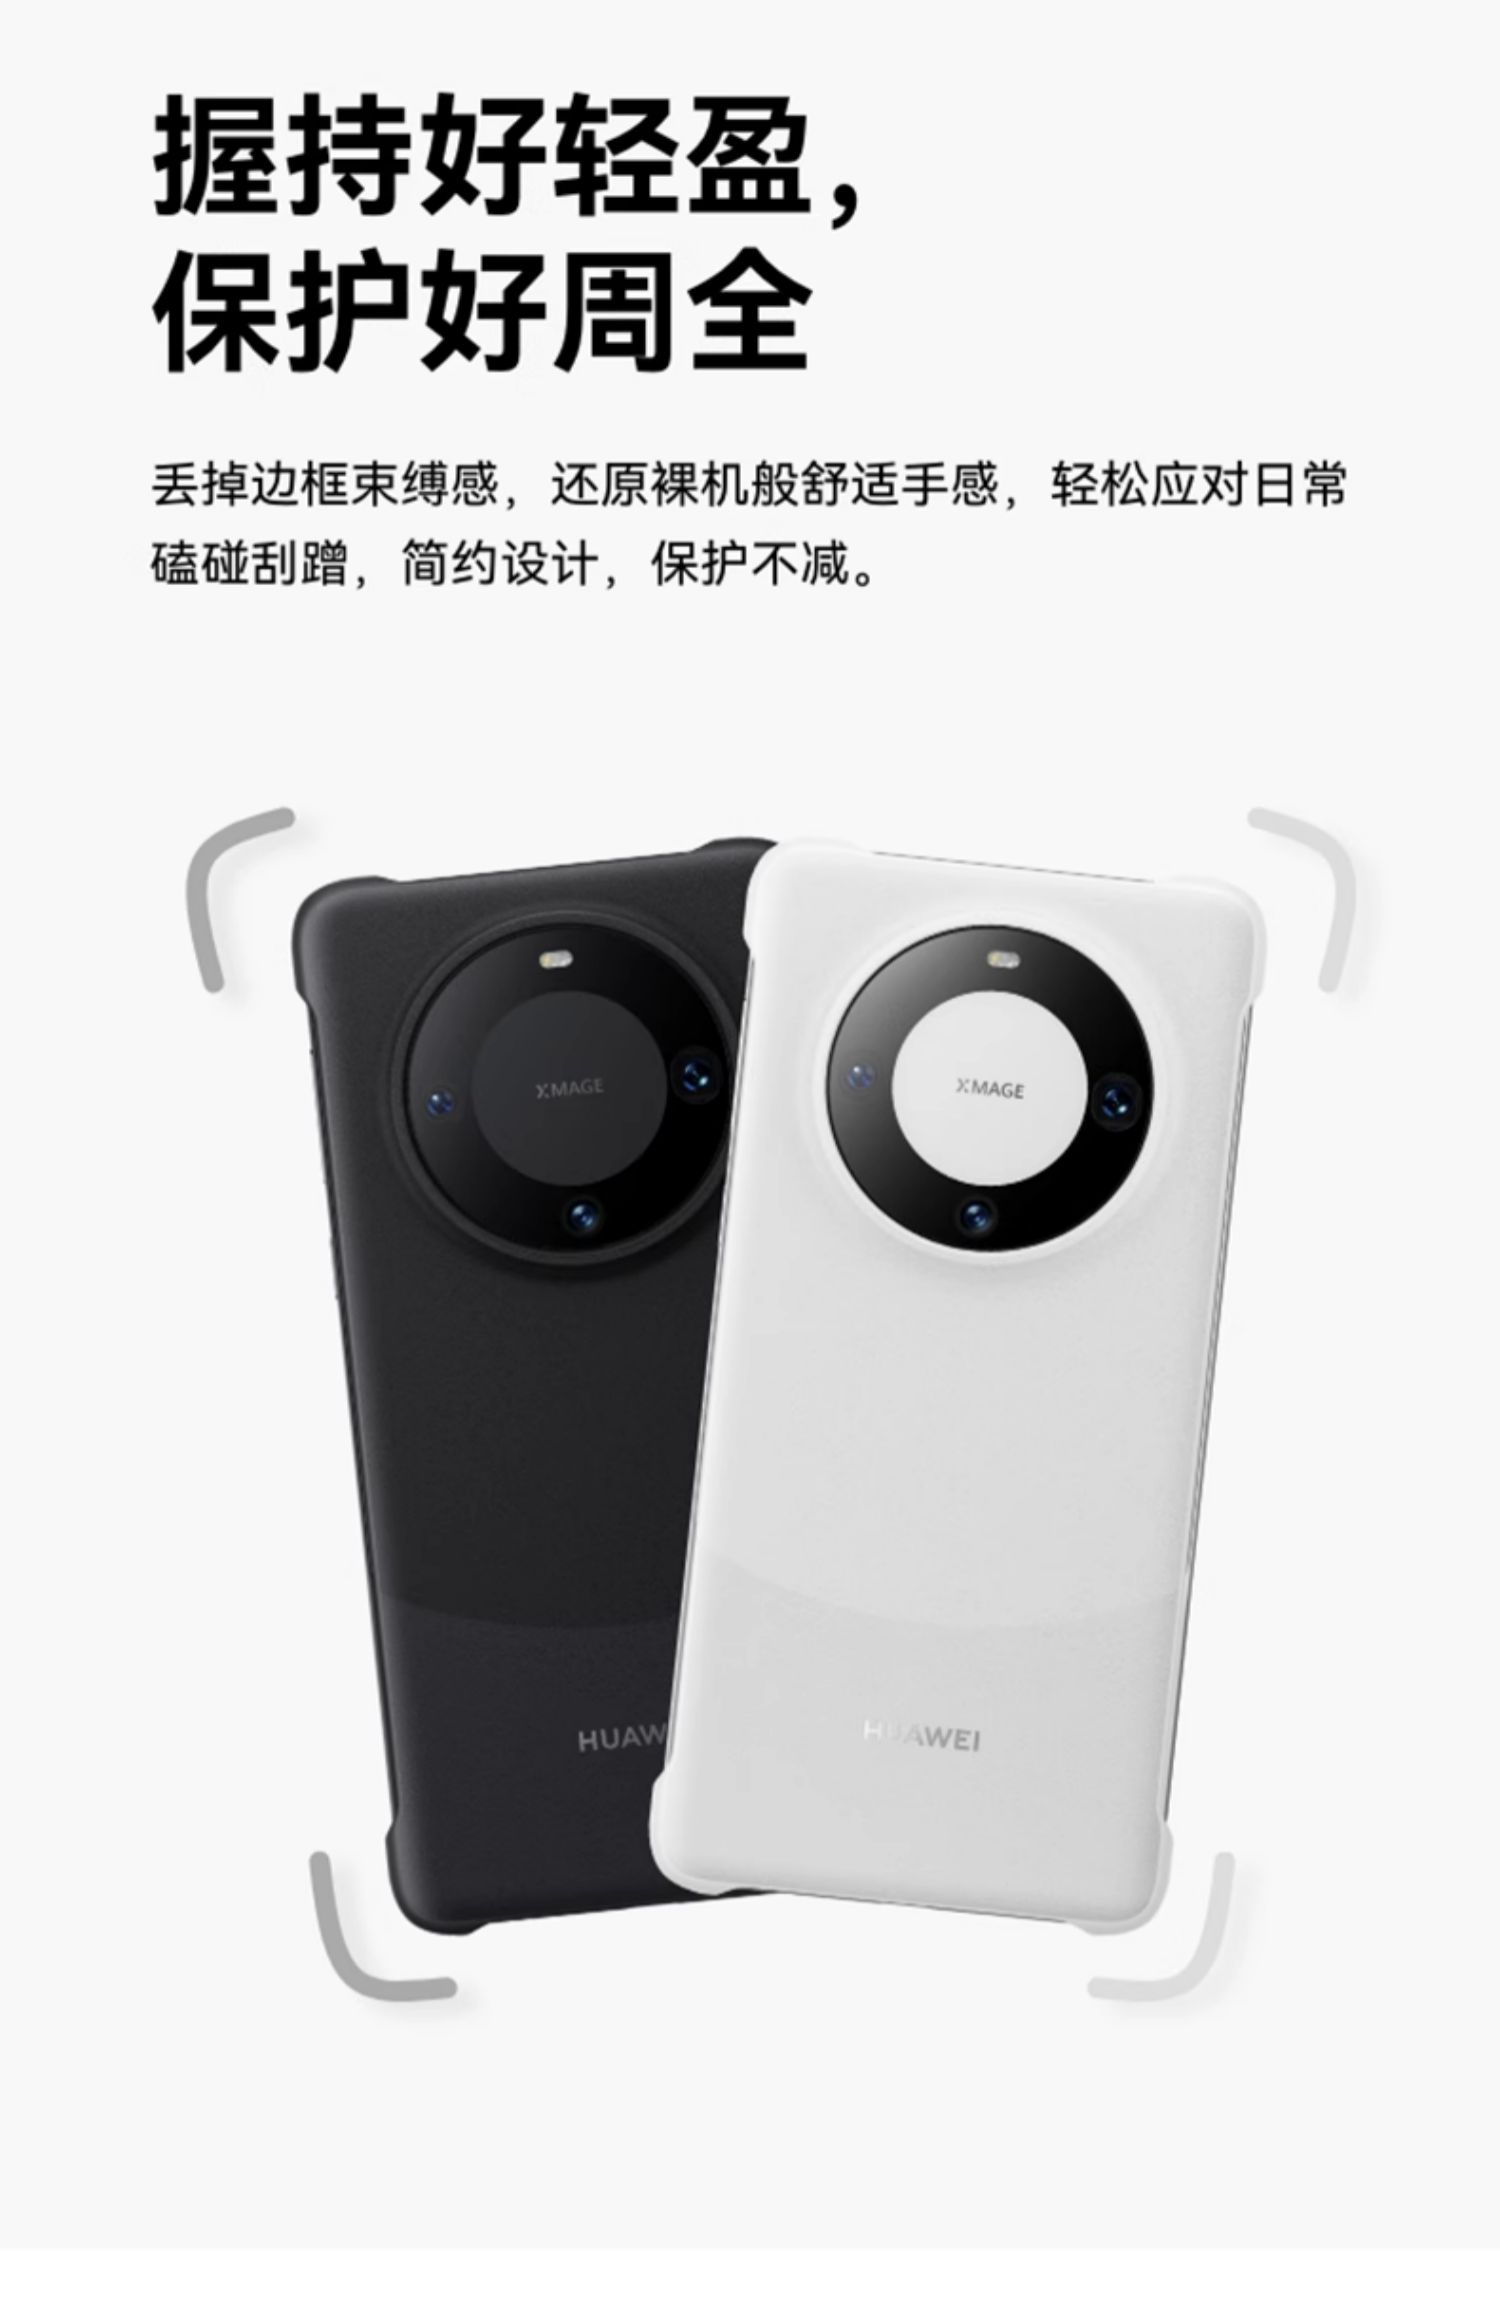 握持好轻盈，
保护好周全
丢掉边框束缚感，还原裸机般舒适手感，轻松应对日常
磕碰刮蹭，简约设计，保护不减。
XMAGE
XMAGE
HUAW
HUAWEI